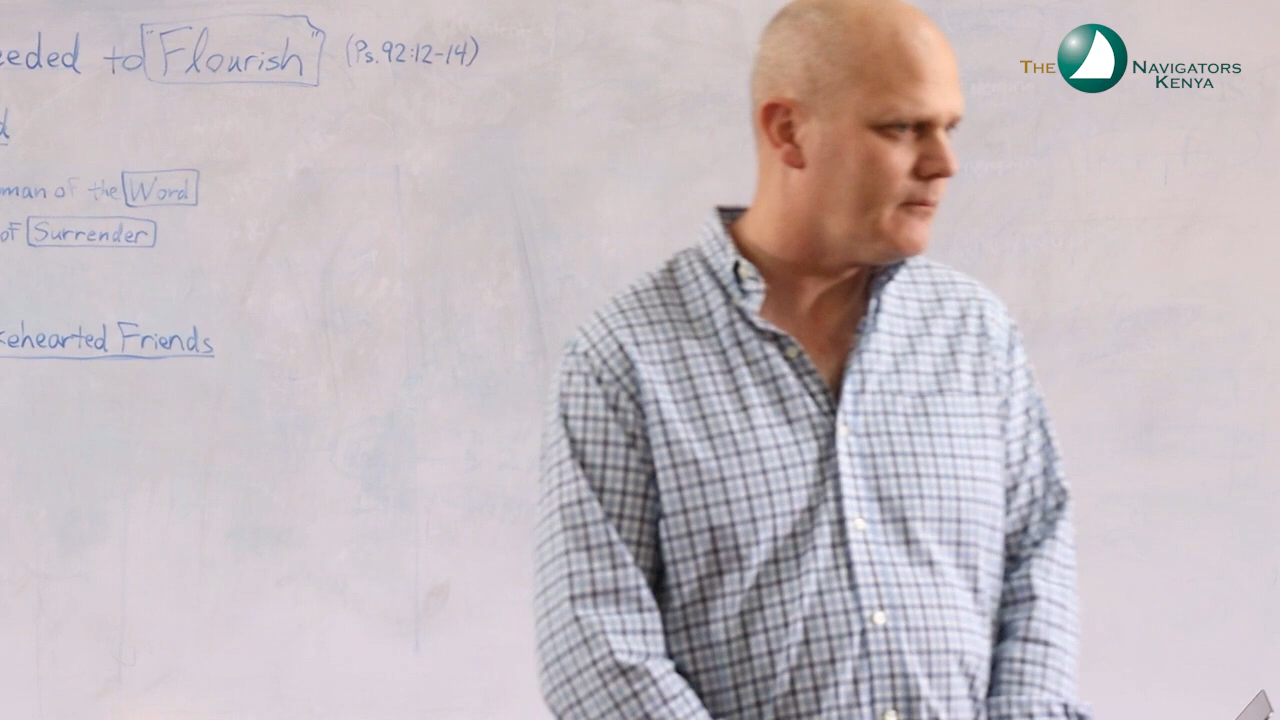 eeded to "Flourish" (Ps. 92:12-14)
d
man of the Word
of Surrender
kehearted Friends
THE NAVIGATORS
KENYA